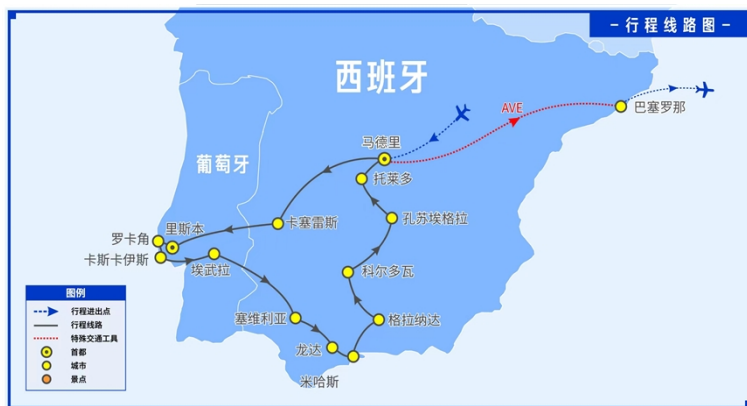 -行程线路图-
西班牙
AVE
巴塞罗那
马德里
葡萄牙
托莱多
卡塞雷斯
孔苏埃格拉
里斯本
罗卡角
卡斯卡伊斯
埃武拉
科尔多瓦
塞维利亚
格拉纳达
龙达
米哈斯
图例
行程进出点
行程线路
特殊交通工具
首都
城市
景点